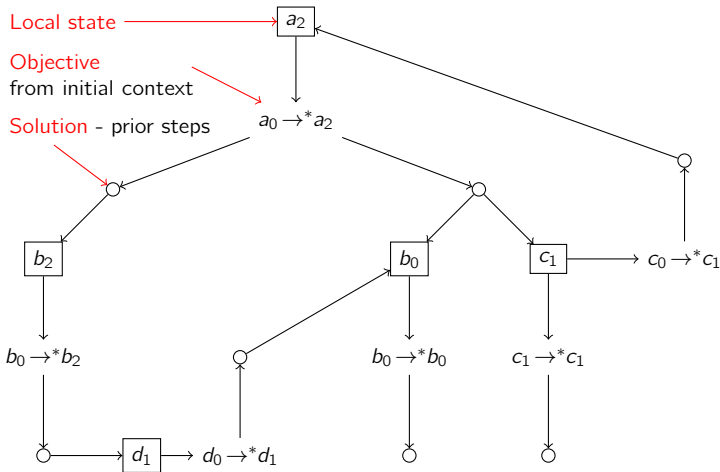 Local state
a₂
Objective
from initial context
a₀ →* a₂
Solution - prior steps
b₂
b₀
c₁
c₀ →* c₁
b₀ →* b₂
b₀ →* b₀
c₁ →* c₁
d₁
d₀ →* d₁